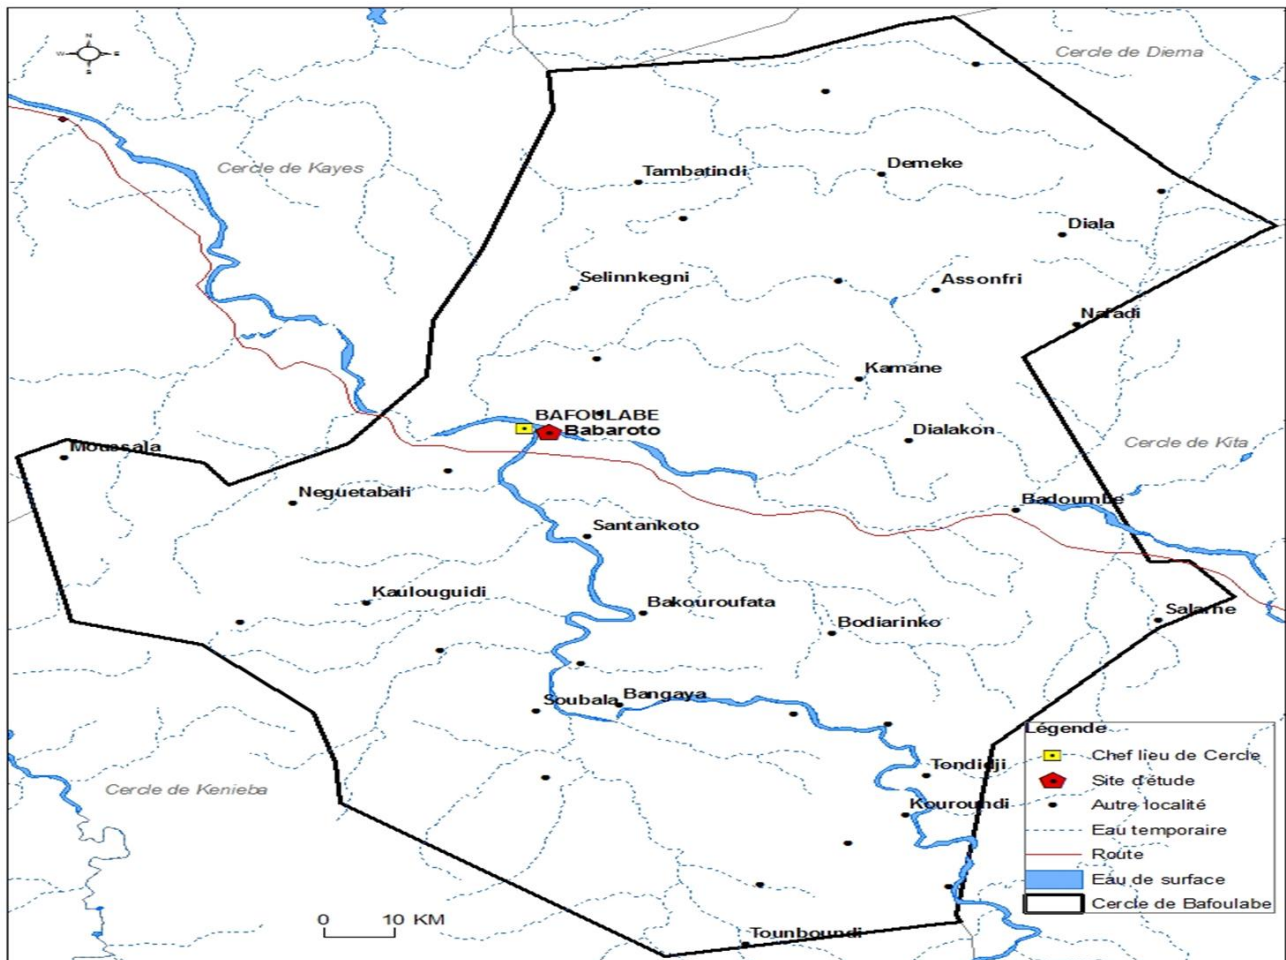 N
W E
S
Cercle de Diema
Cercle de Kayes
Tambatindi
Demeke
Diala
Selinnkegni
Assonfri
Nafadi
Kamane
BAFOULABE
Babaroto
Dialakon
Cercle de Kita
Moussala
Neguetabali
Badoumbe
Santankoto
Kaulouguidi
Bakouroufata
Salarhe
Bodiarinko
Soubala
Bangaya
Légende
Chef lieu de Cercle
Tondidji
Site d'étude
Cercle de Kenieba
Kouroundi
Autre localité
Eau temporaire
Route
Eau de surface
Cercle de Bafoulabe
0 10 KM
Tounboundi